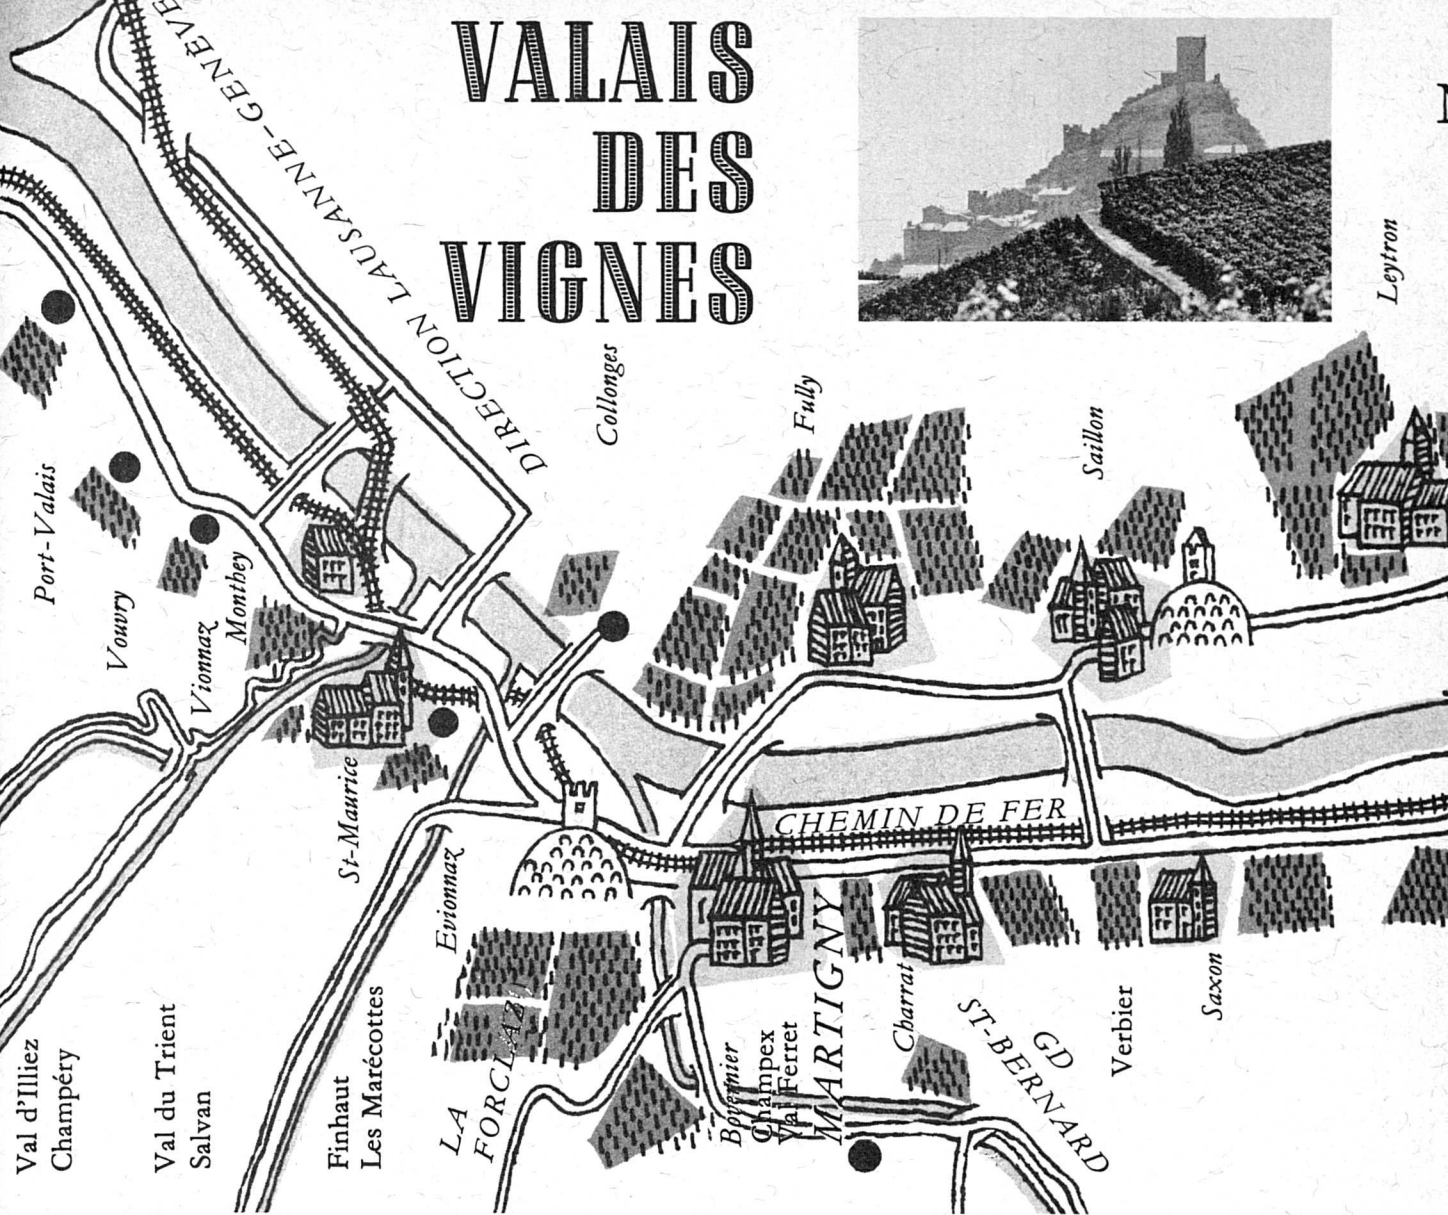 VALAIS
DES
VIGNES
DIRECTION LAUSANNE-GENÈVE
Leytron
Collonges
Fully
Saillon
Port-Valais
Vouvry
Vionnaz
Monthey
St-Maurice
Evionnaz
CHEMIN DE FER
MARTIGNY
Charrat
Saxon
Verbier
GD
ST-BERNARD
Bovernier
Champex
Val Ferret
LA
FORCLAZ
Finhaut
Les Marécottes
Val du Trient
Salvan
Val d'Illiez
Champéry